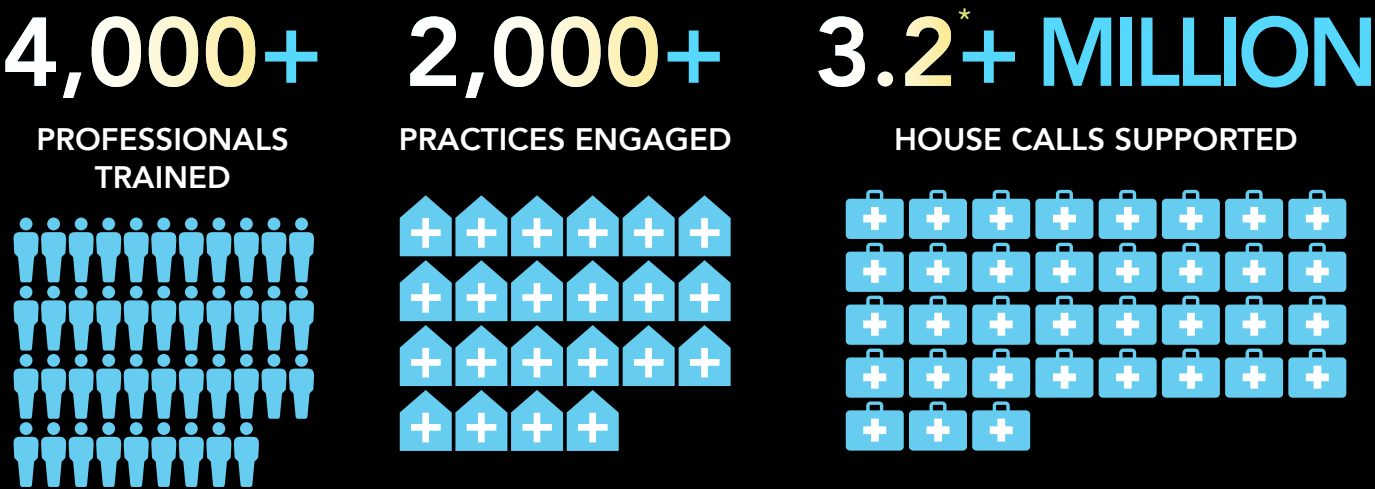 4,000+
PROFESSIONALS
TRAINED
2,000+
PRACTICES ENGAGED
3.2*+ MILLION
HOUSE CALLS SUPPORTED